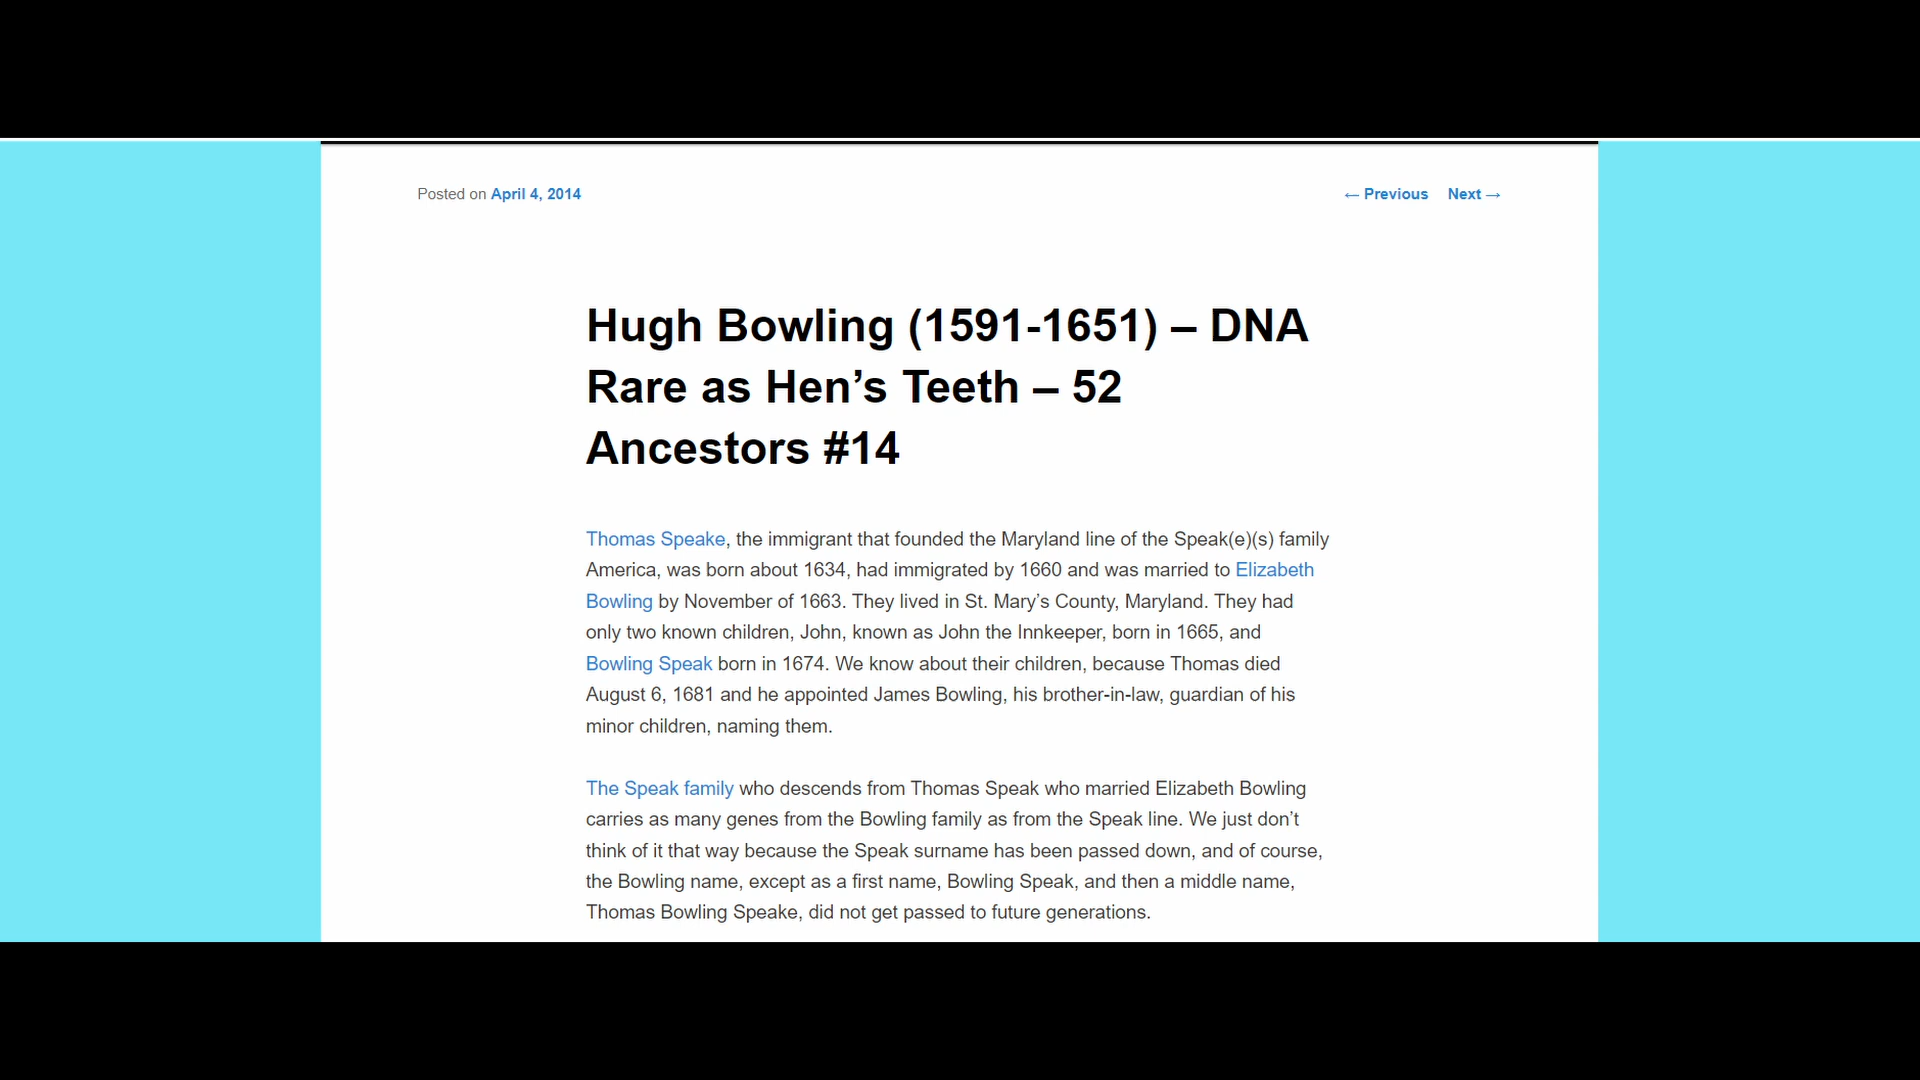 Posted on April 4, 2014
← Previous Next →
Hugh Bowling (1591-1651) – DNA
Rare as Hen’s Teeth – 52
Ancestors #14
Thomas Speake, the immigrant that founded the Maryland line of the Speak(e)(s) family
America, was born about 1634, had immigrated by 1660 and was married to Elizabeth
Bowling by November of 1663. They lived in St. Mary’s County, Maryland. They had
only two known children, John, known as John the Innkeeper, born in 1665, and
Bowling Speak born in 1674. We know about their children, because Thomas died
August 6, 1681 and he appointed James Bowling, his brother-in-law, guardian of his
minor children, naming them.
The Speak family who descends from Thomas Speak who married Elizabeth Bowling
carries as many genes from the Bowling family as from the Speak line. We just don’t
think of it that way because the Speak surname has been passed down, and of course,
the Bowling name, except as a first name, Bowling Speak, and then a middle name,
Thomas Bowling Speake, did not get passed to future generations.